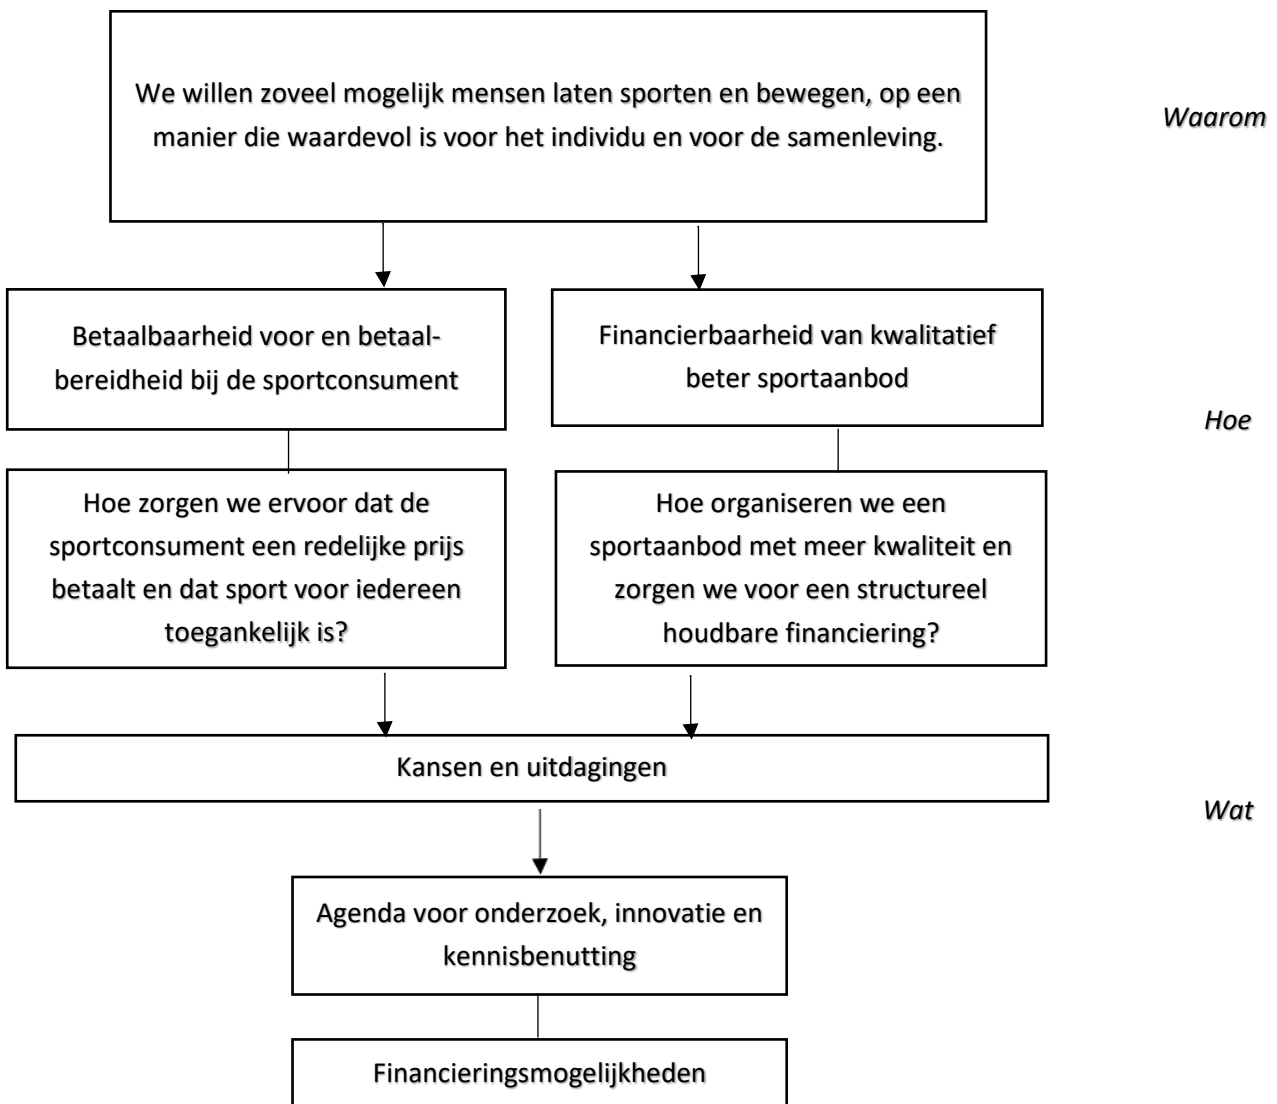 We willen zoveel mogelijk mensen laten sporten en bewegen, op een
manier die waardevol is voor het individu en voor de samenleving.
Waarom
Betaalbaarheid voor en betaal-
bereidheid bij de sportconsument
Financierbaarheid van kwalitatief
beter sportaanbod
Hoe
Hoe zorgen we ervoor dat de
sportconsument een redelijke prijs
betaalt en dat sport voor iedereen
toegankelijk is?
Hoe organiseren we een
sportaanbod met meer kwaliteit en
zorgen we voor een structureel
houdbare financiering?
Kansen en uitdagingen
Wat
Agenda voor onderzoek, innovatie en
kennisbenutting
Financieringsmogelijkheden